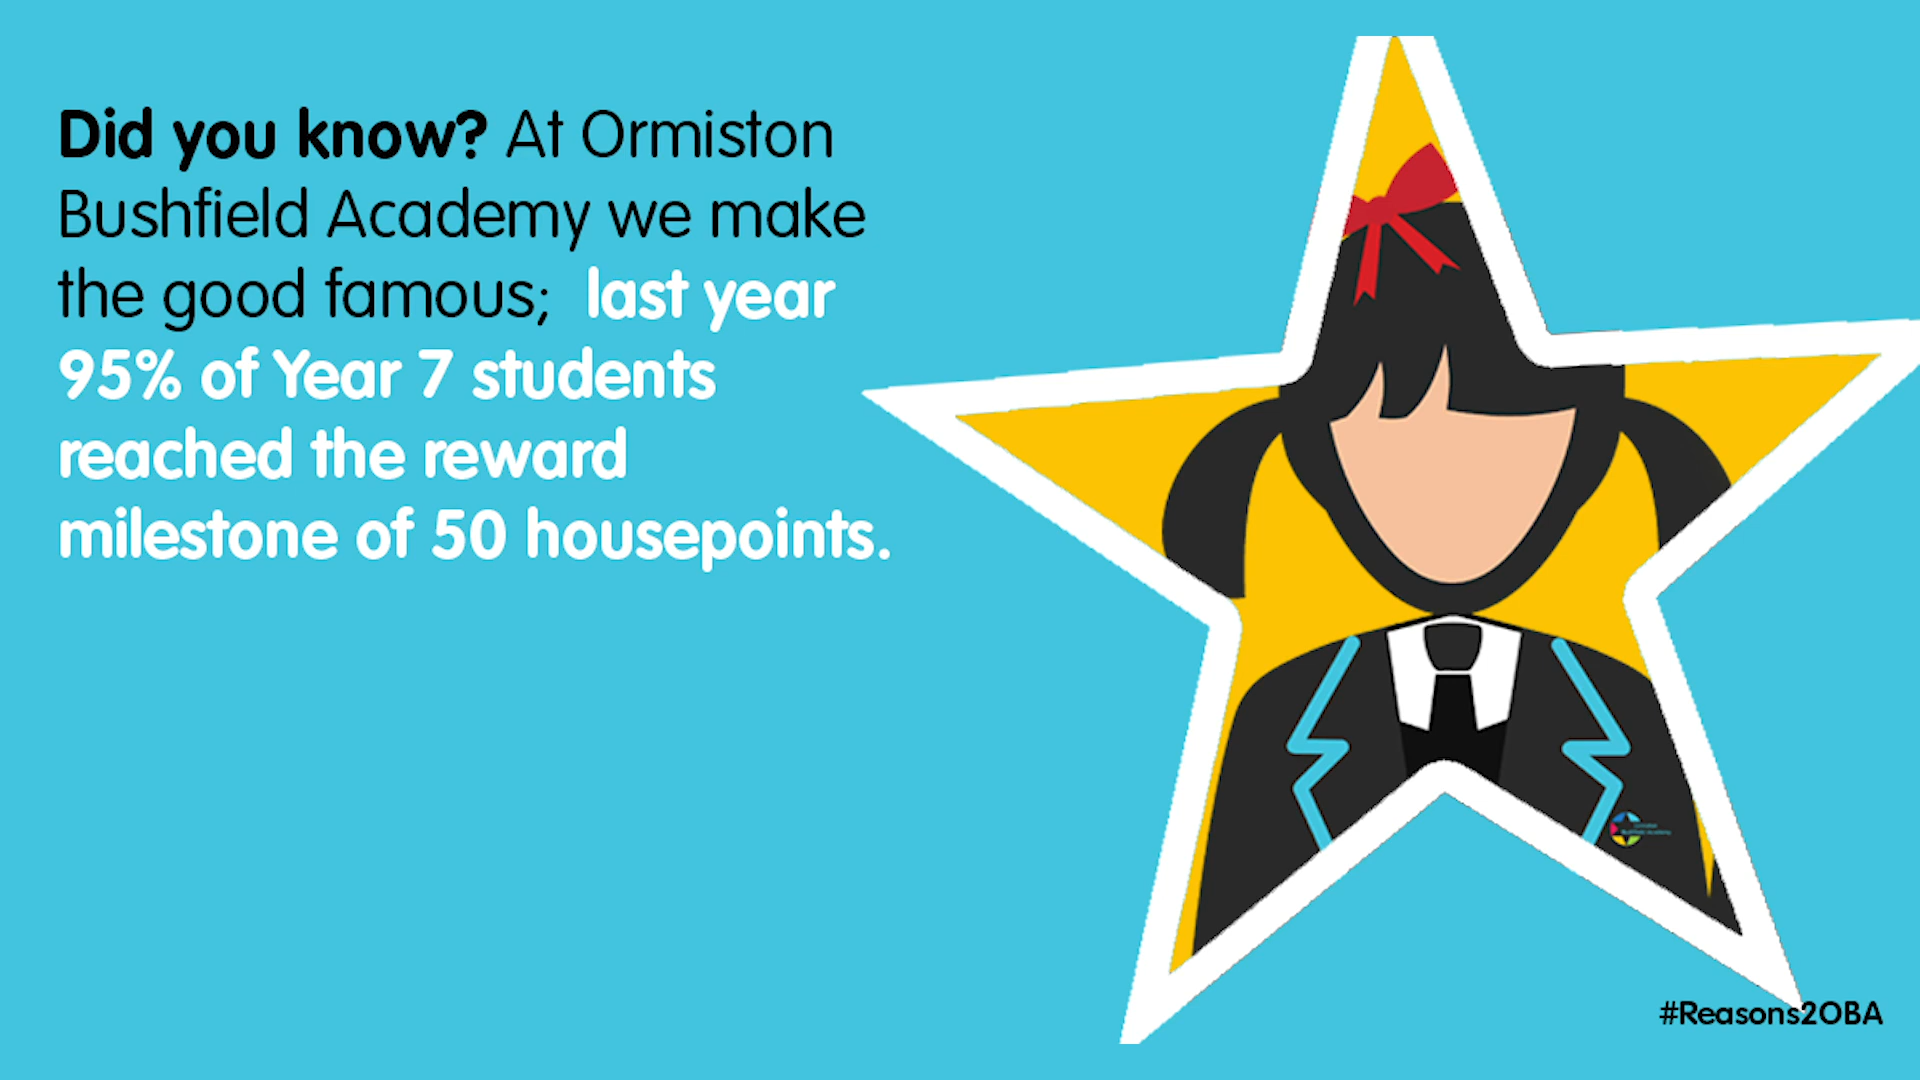 Did you know? At Ormiston
Bushfield Academy we make
the good famous; last year
95% of Year 7 students
reached the reward
milestone of 50 housepoints.
#Reasons2OBA